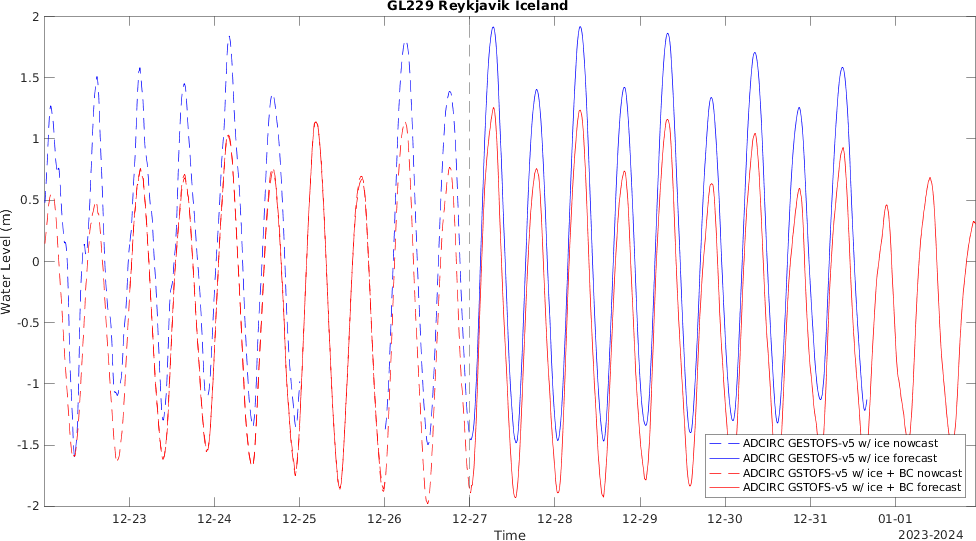 GL229 Reykjavik Iceland
2
1.5
1
0.5
0
-0.5
-1
-1.5
-2
Water Level (m)
ADCIRC GESTOFS-v5 w/ ice nowcast
ADCIRC GESTOFS-v5 w/ ice forecast
ADCIRC GSTOFS-v5 w/ ice + BC nowcast
ADCIRC GSTOFS-v5 w/ ice + BC forecast
12-23 12-24 12-25 12-26 12-27 12-28 12-29 12-30 12-31 01-01
Time
2023-2024